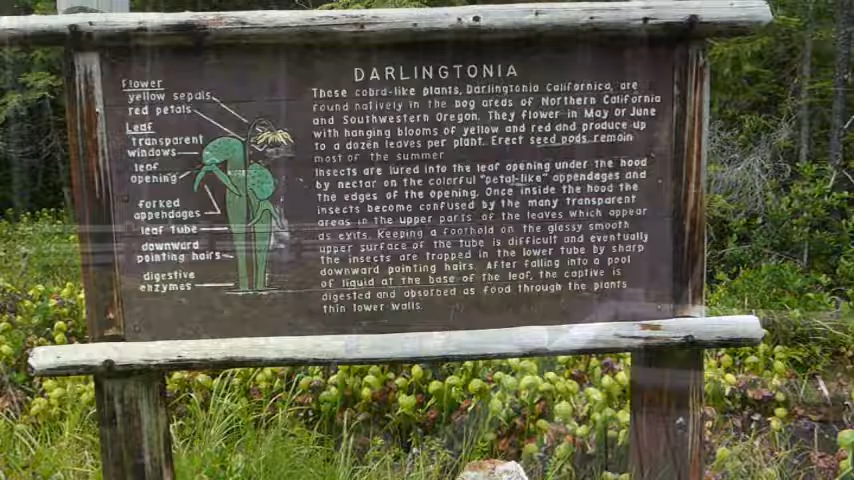 DARLINGTONIA
Flower
yellow sepals
red petals
Leaf
transparent
windows
leaf
opening
forked
appendages
leaf tube
downward
pointing hairs
digestive
enzymes
These cobra-like plants, Darlingtonia Californica, are
found natively in the bog areas of Northern California
and Southwestern Oregon. They flower in May or June
with hanging blooms of yellow and red and produce up
to a dozen leaves per plant. Erect seed pods remain
most of the summer
Insects are lured into the leaf opening under the hood
by nectar on the colorful "petal-like" appendages and
the edges of the opening. Once inside the hood the
insects become confused by the many transparent
areas in the upper parts of the leaves which appear
as exits. Keeping a foothold on the glassy smooth
upper surface of the tube is difficult and eventually
the insects are trapped in the lower tube by sharp
downward pointing hairs. After falling into a pool
of liquid at the base of the leaf, the captive is
digested and absorbed as food through the plants
thin lower walls.